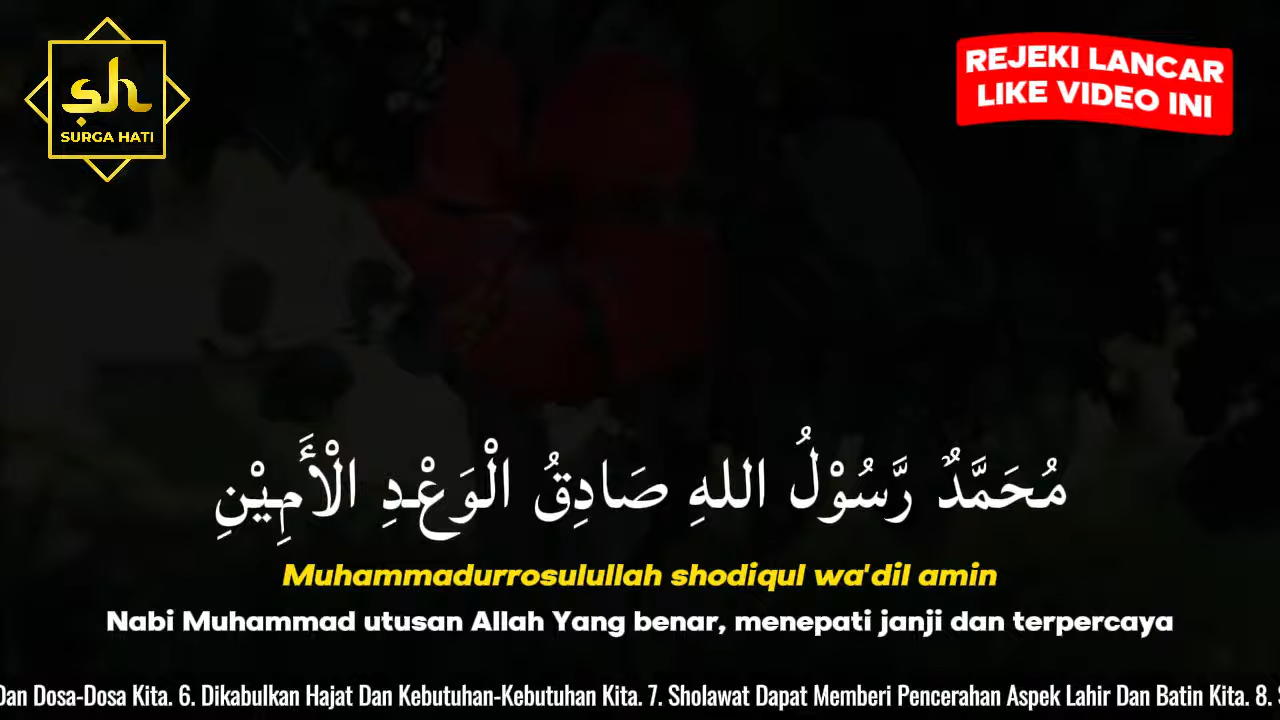 sh
SURGA HATI
REJEKI LANCAR
LIKE VIDEO INI
مُحَمَّدٌ رَّسُوْلُ اللهِ صَادِقُ الْوَعْدِ الْأَمِيْنِ
Muhammadurrosulullah shodiqul wa'dil amin
Nabi Muhammad utusan Allah Yang benar, menepati janji dan terpercaya
Dan Dosa-Dosa Kita. 6. Dikabulkan Hajat Dan Kebutuhan-Kebutuhan Kita. 7. Sholawat Dapat Memberi Pencerahan Aspek Lahir Dan Batin Kita. 8.